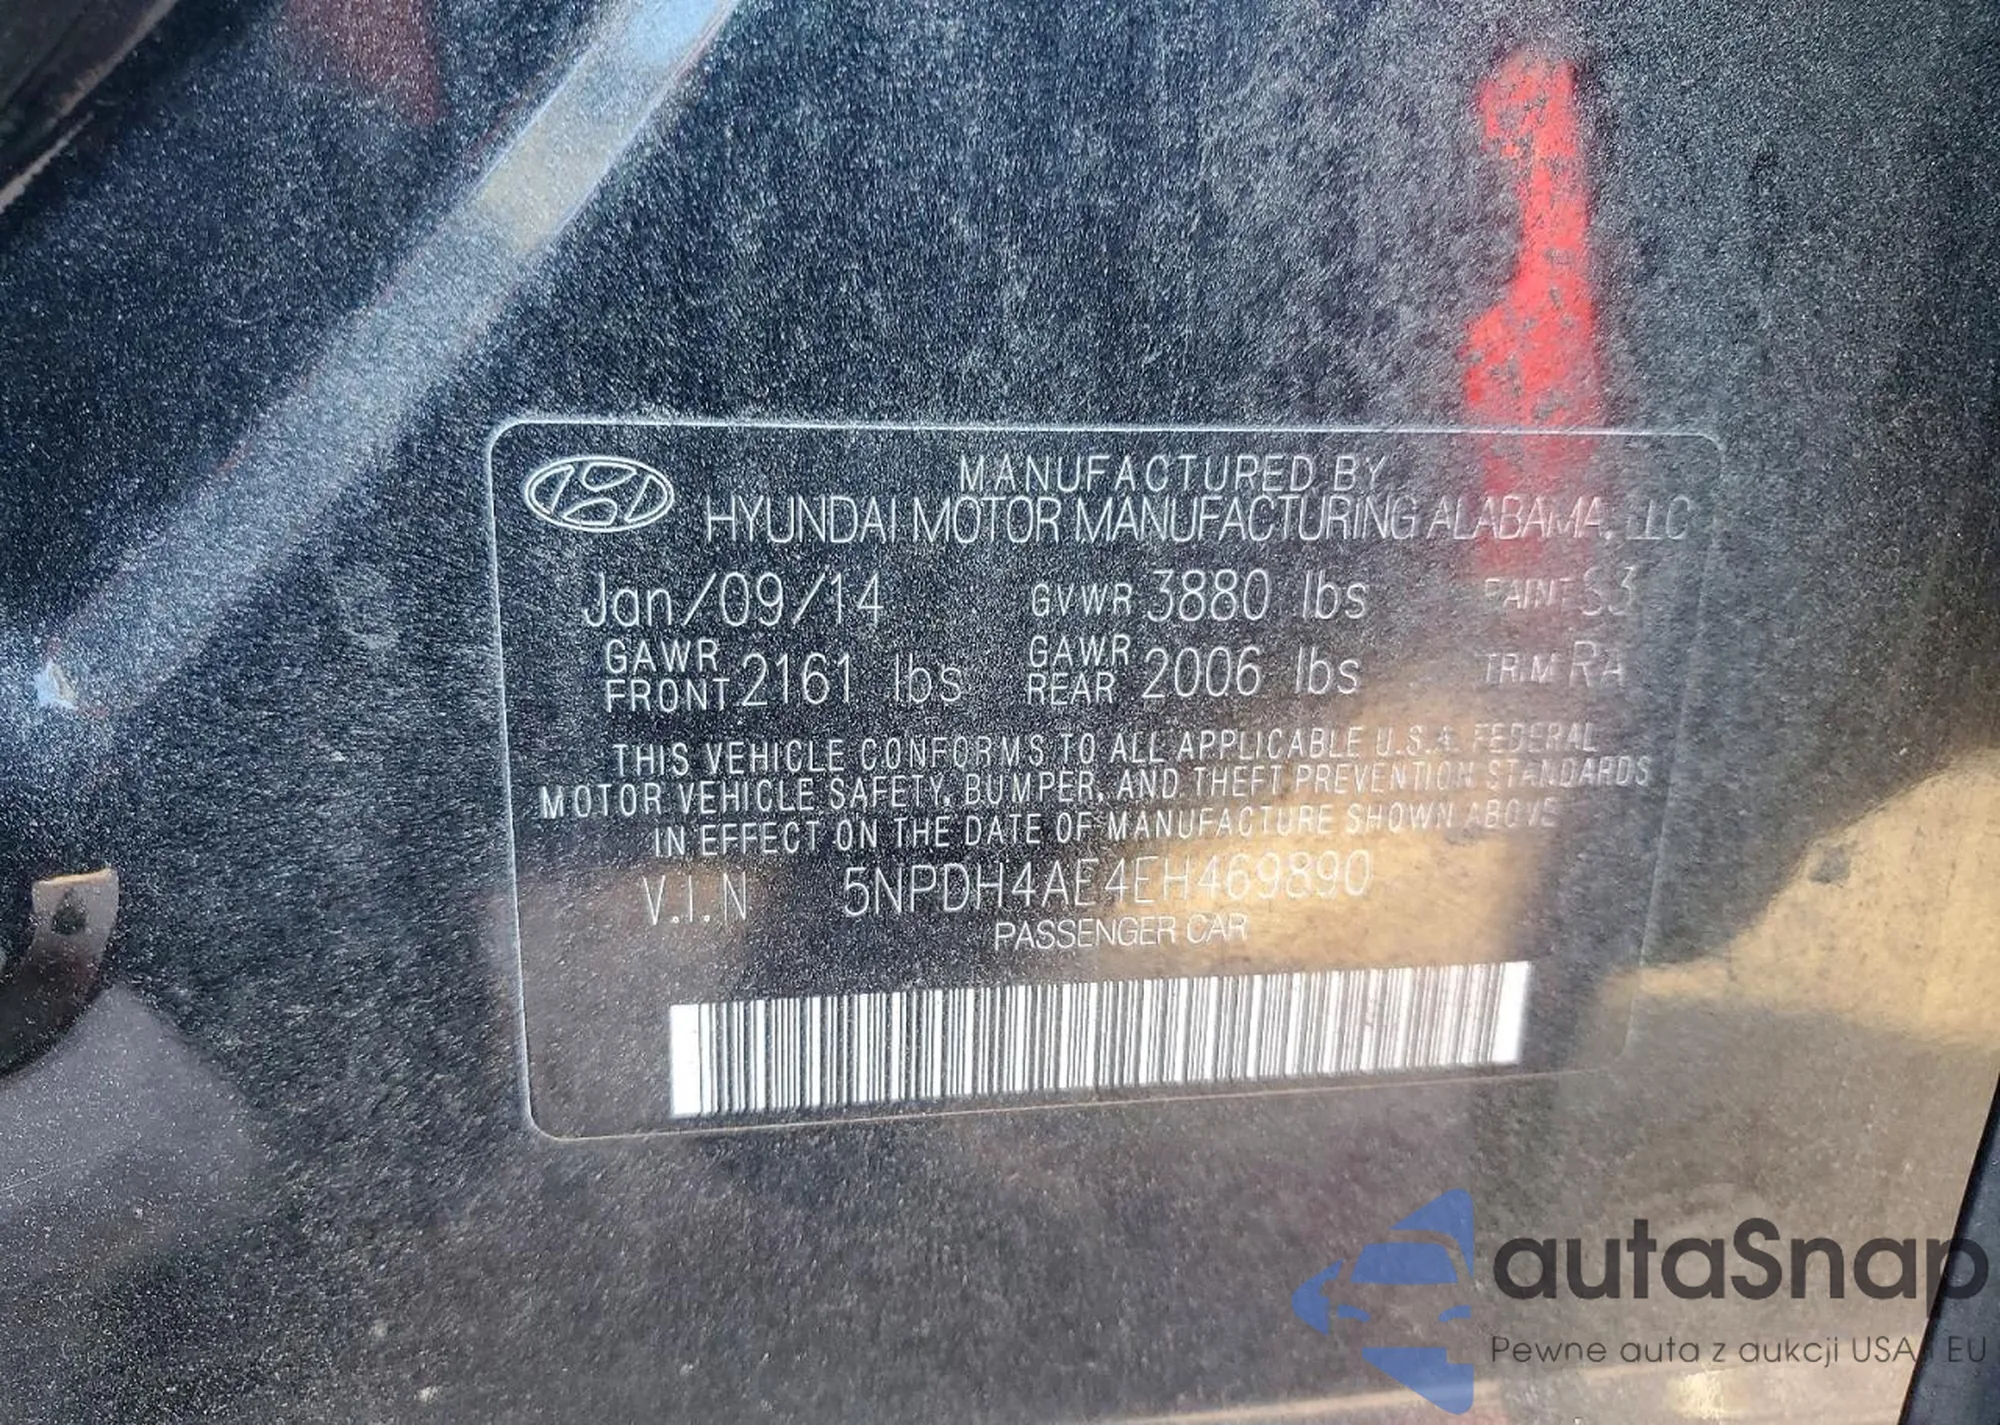 MANUFACTURED BY
HYUNDAI MOTOR MANUFACTURING ALABAMA, LLC
Jan/09/14 GVWR 3880 lbs PAINT S3
GAWR FRONT 2161 lbs GAWR REAR 2006 lbs TRIM RA
THIS VEHICLE CONFORMS TO ALL APPLICABLE U.S.A. FEDERAL
MOTOR VEHICLE SAFETY, BUMPER, AND THEFT PREVENTION STANDARDS
IN EFFECT ON THE DATE OF MANUFACTURE SHOWN ABOVE
V.I.N 5NPDH4AE4EH469890
PASSENGER CAR
autaSnap
Pewne auta z aukcji USA i EU